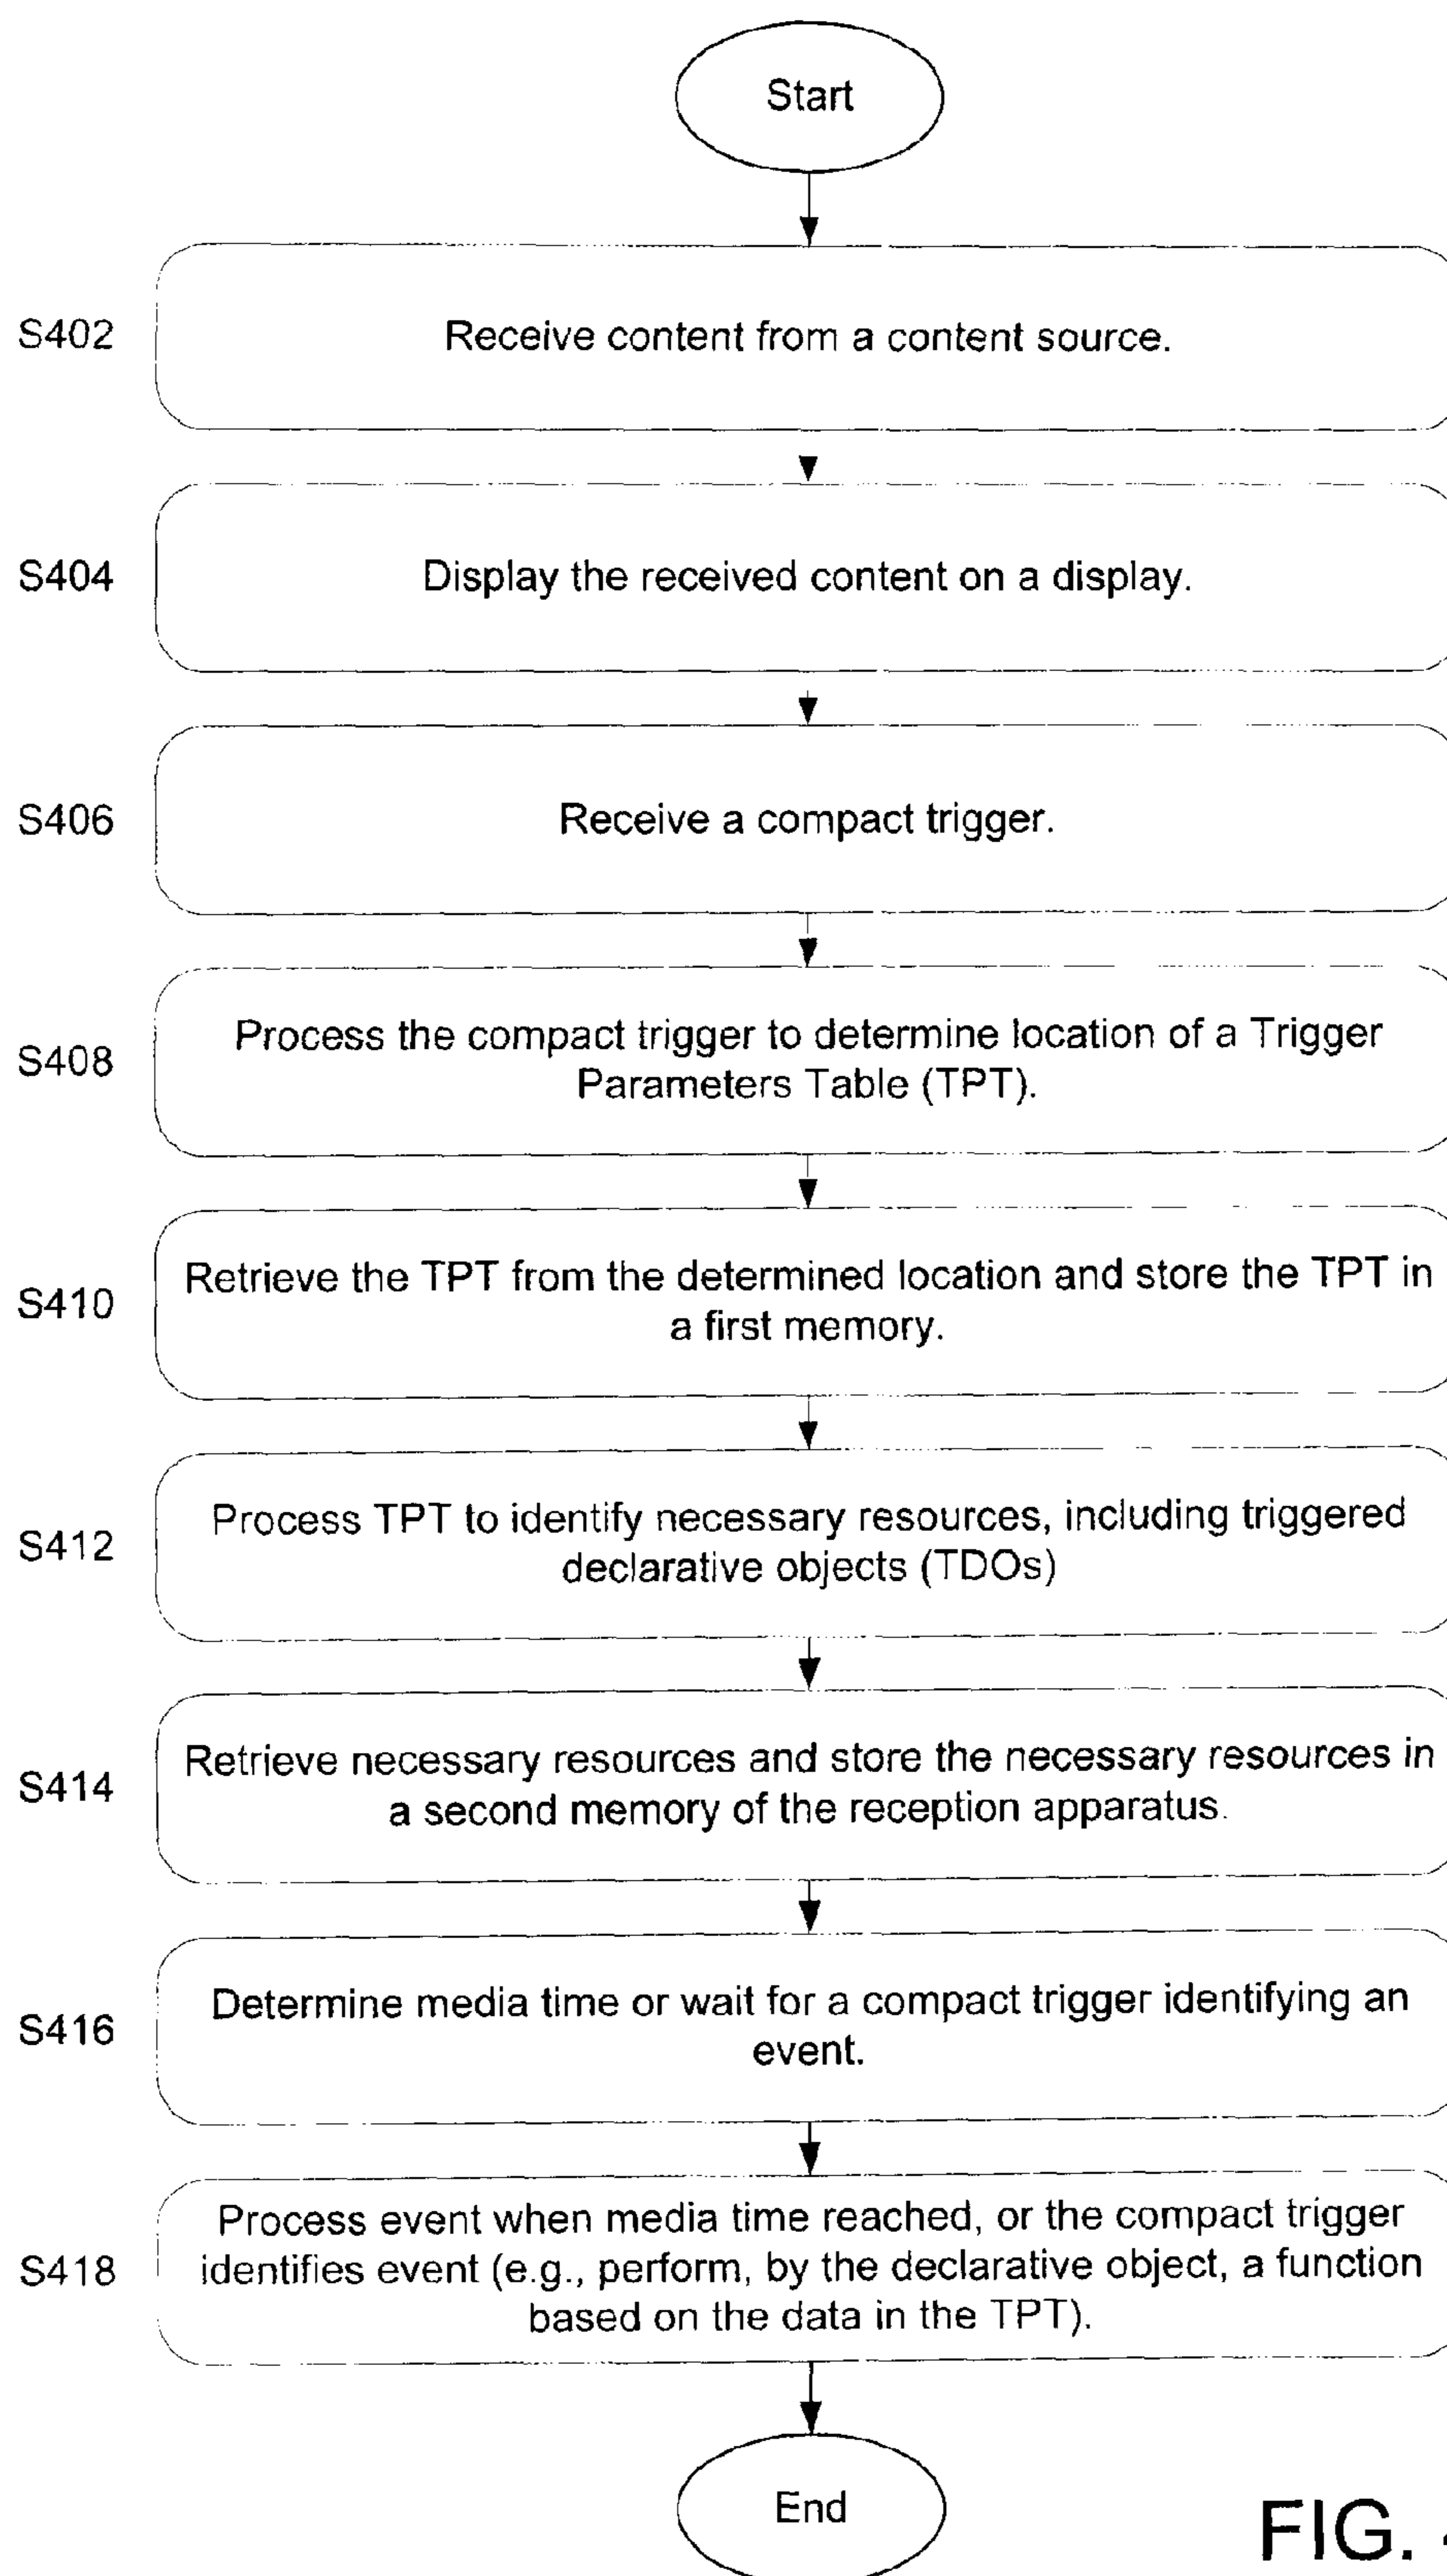 Start
S402
Receive content from a content source.
S404
Display the received content on a display.
S406
Receive a compact trigger.
S408
Process the compact trigger to determine location of a Trigger
Parameters Table (TPT).
S410
Retrieve the TPT from the determined location and store the TPT in
a first memory.
S412
Process TPT to identify necessary resources, including triggered
declarative objects (TDOs)
S414
Retrieve necessary resources and store the necessary resources in
a second memory of the reception apparatus.
S416
Determine media time or wait for a compact trigger identifying an
event.
S418
Process event when media time reached, or the compact trigger
identifies event (e.g., perform, by the declarative object, a function
based on the data in the TPT).
End
FIG.